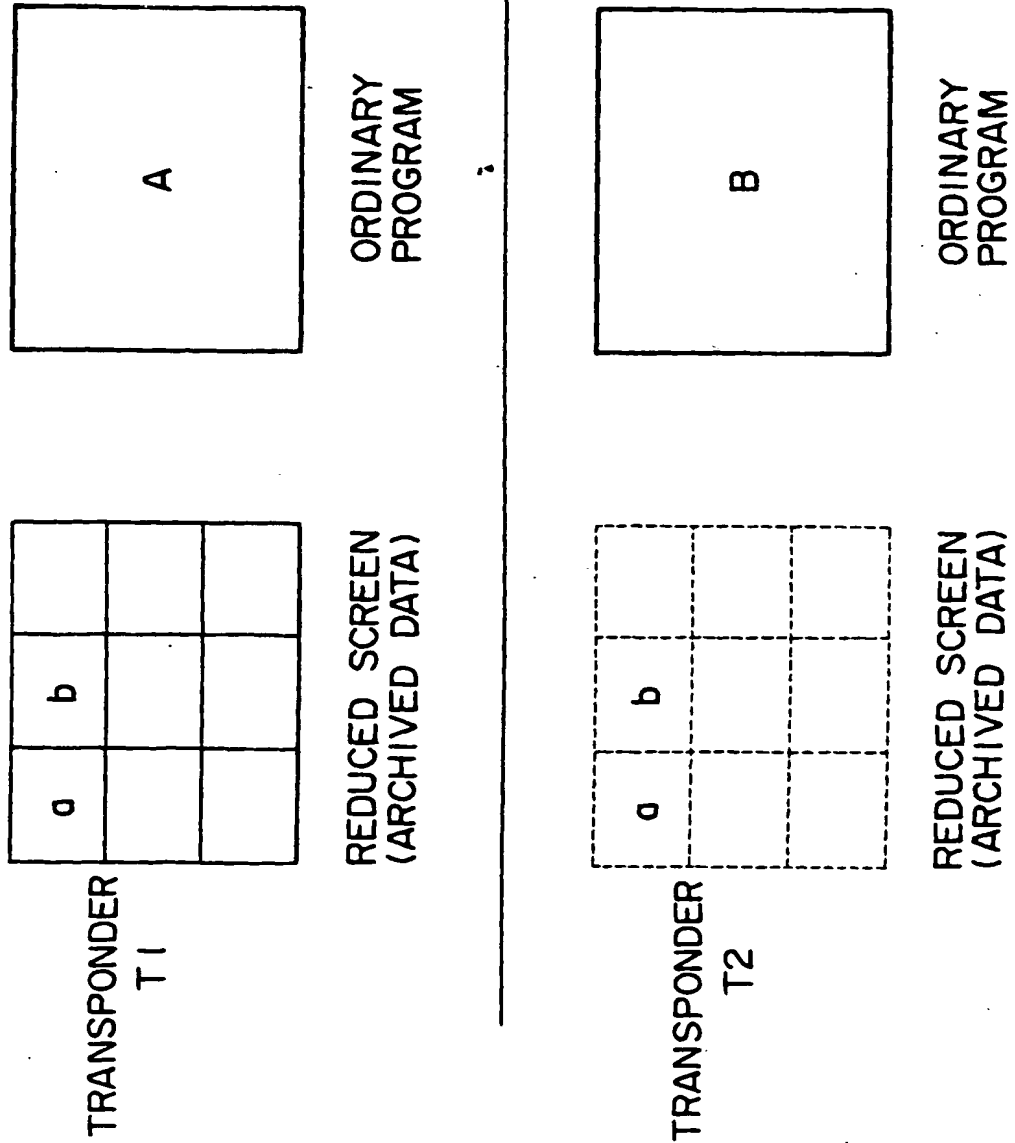 TRANSPONDER
T1
a
b
REDUCED SCREEN
(ARCHIVED DATA)
A
ORDINARY
PROGRAM
TRANSPONDER
T2
a
b
REDUCED SCREEN
(ARCHIVED DATA)
B
ORDINARY
PROGRAM